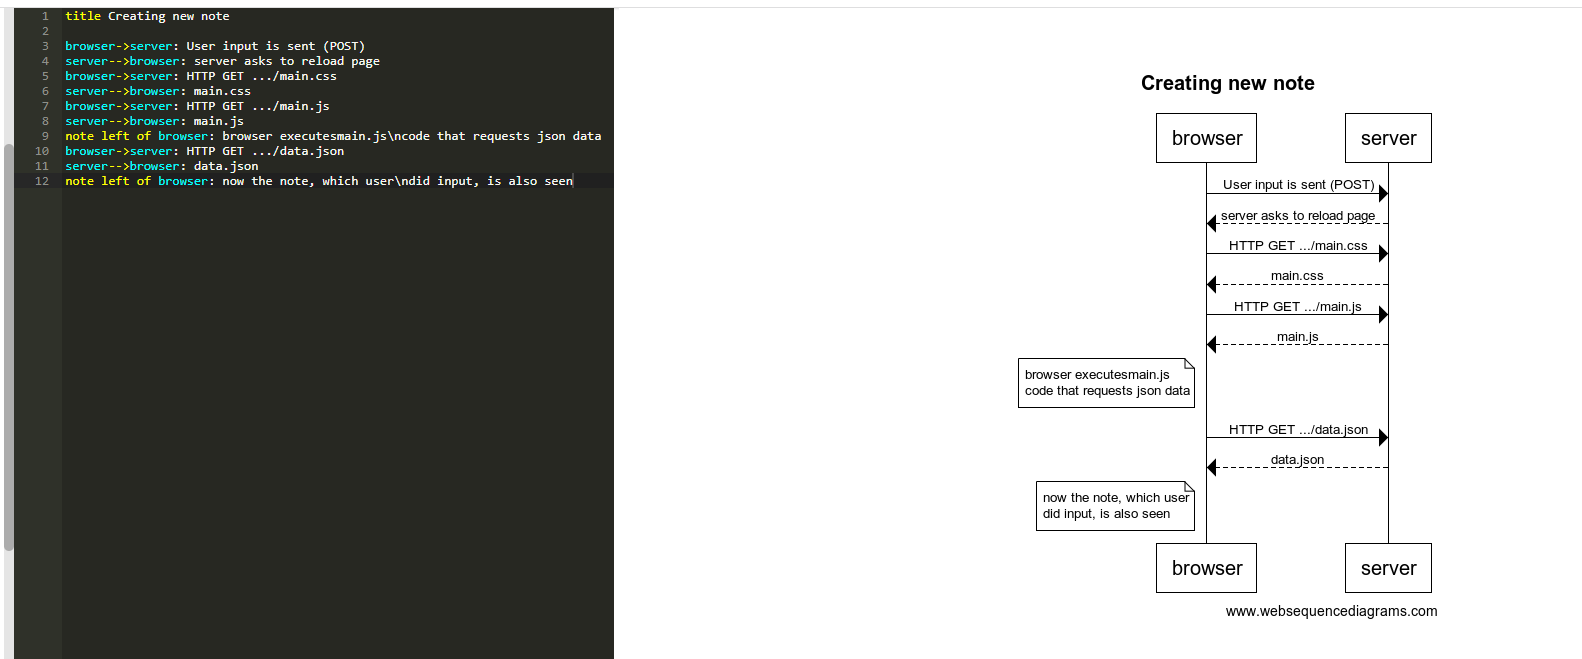 1 title Creating new note
2
3 browser->server: User input is sent (POST)
4 server-->browser: server asks to reload page
5 browser->server: HTTP GET .../main.css
6 server-->browser: main.css
7 browser->server: HTTP GET .../main.js
8 server-->browser: main.js
9 note left of browser: browser executesmain.js\ncode that requests json data
10 browser->server: HTTP GET .../data.json
11 server-->browser: data.json
12 note left of browser: now the note, which user\ndid input, is also seen
Creating new note
browser server
User input is sent (POST)
server asks to reload page
HTTP GET .../main.css
main.css
HTTP GET .../main.js
main.js
browser executesmain.js
code that requests json data
HTTP GET .../data.json
data.json
now the note, which user
did input, is also seen
browser server
www.websequencediagrams.com